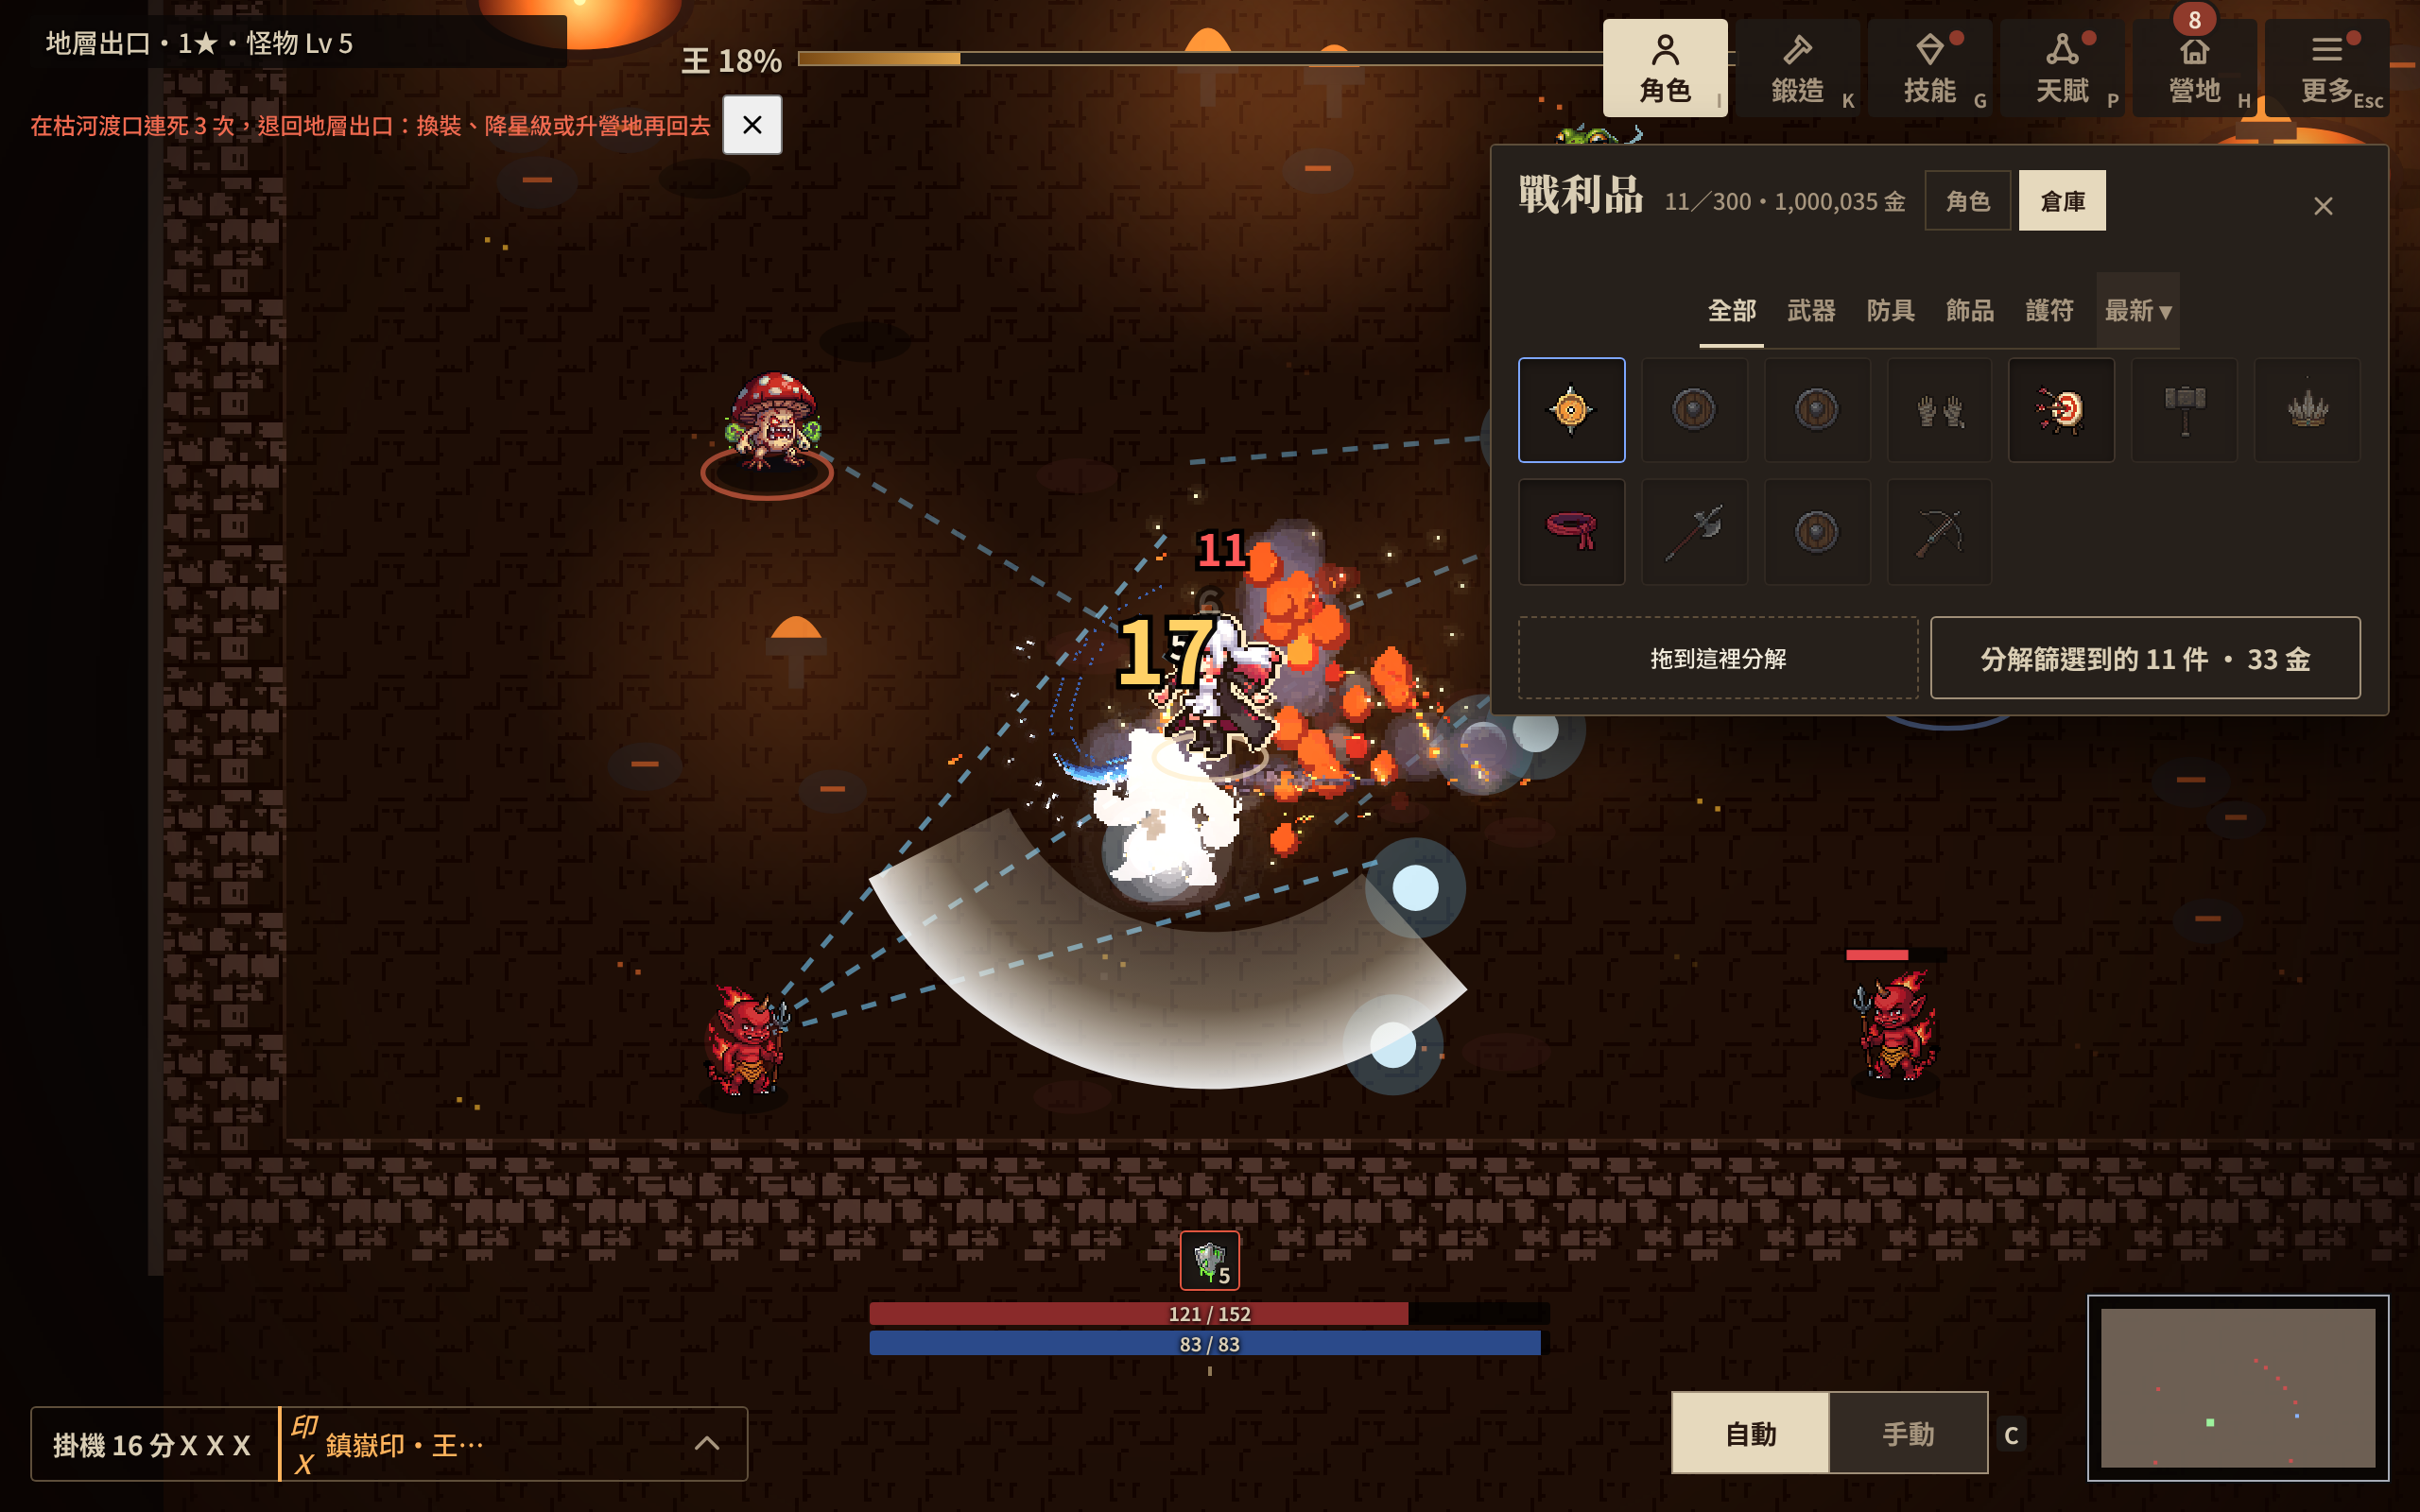 地層出口・1★・怪物 Lv 5
王 18%
在枯河渡口連死 3 次，退回地層出口：換裝、降星級或升營地再回去
×
角色 I
鍛造 K
技能 G
天賦 P
8
營地 H
更多 Esc
戰利品 11／300・1,000,035 金 角色 倉庫 ×
全部 武器 防具 飾品 護符 最新 ▾
拖到這裡分解
分解篩選到的 11 件 ・ 33 金
11
6
17
5
121 / 152
83 / 83
掛機 16 分 X X X
印 X
鎮嶽印・王…
自動 手動 C